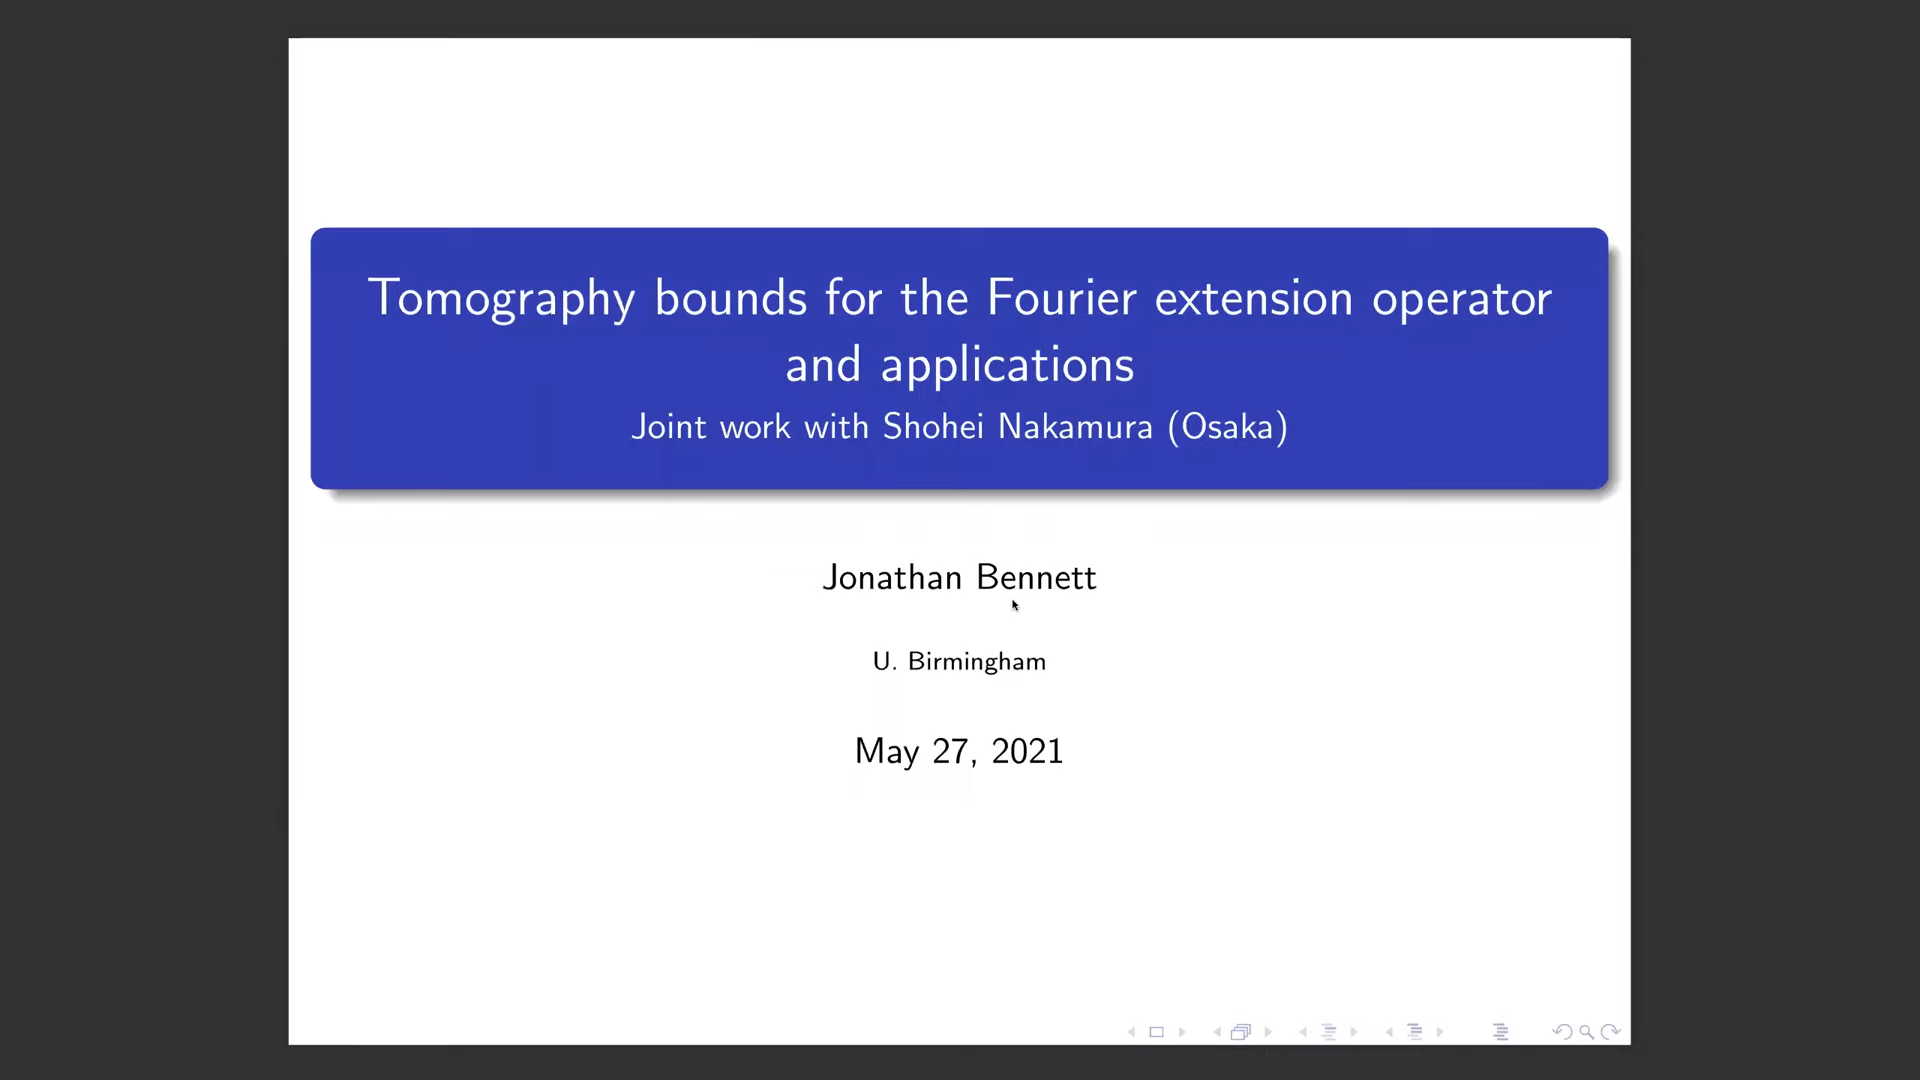 Tomography bounds for the Fourier extension operator
and applications
Joint work with Shohei Nakamura (Osaka)
Jonathan Bennett
U. Birmingham
May 27, 2021